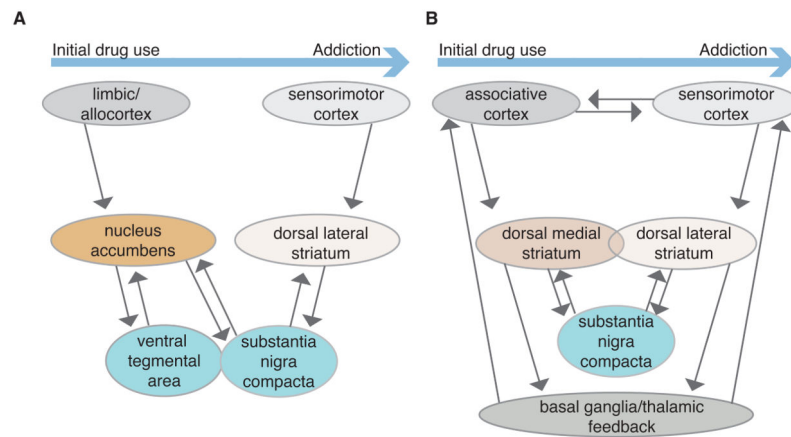 A
Initial drug use
Addiction
limbic/
allocortex
sensorimotor
cortex
nucleus
accumbens
dorsal lateral
striatum
ventral
tegmental
area
substantia
nigra
compacta
B
Initial drug use
Addiction
associative
cortex
sensorimotor
cortex
dorsal medial
striatum
dorsal lateral
striatum
substantia
nigra
compacta
basal ganglia/thalamic
feedback